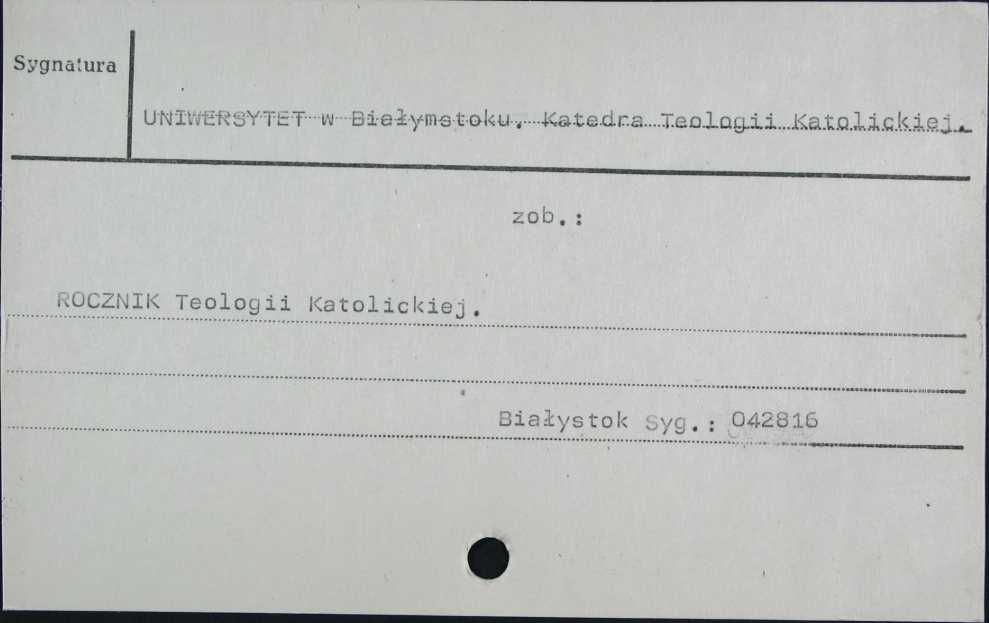 Sygnatura
UNIWERSYTET w Białymstoku. Katedra Teologii Katolickiej.
zob.:
ROCZNIK Teologii Katolickiej.
Białystok Syg.: 042816